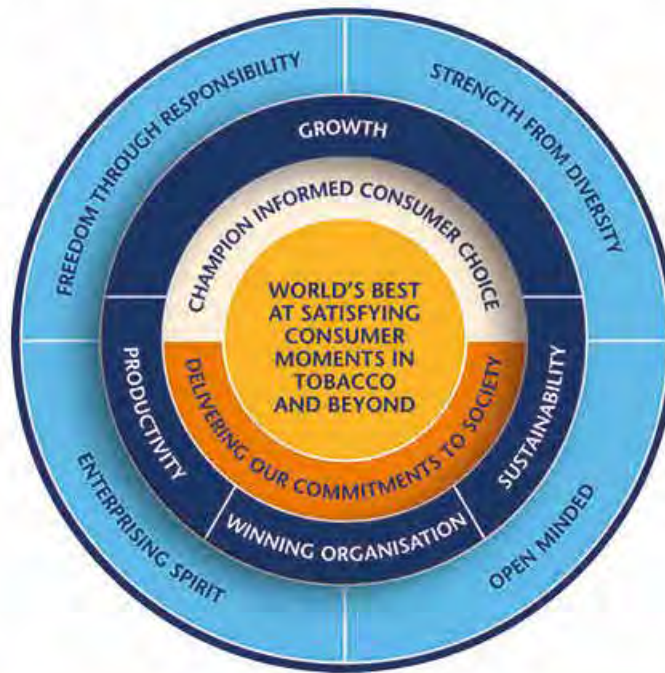 FREEDOM THROUGH RESPONSIBILITY
STRENGTH FROM DIVERSITY
GROWTH
CHAMPION INFORMED CONSUMER CHOICE
WORLD'S BEST
AT SATISFYING
CONSUMER
MOMENTS IN
TOBACCO
AND BEYOND
DELIVERING OUR COMMITMENTS TO SOCIETY
PRODUCTIVITY
WINNING ORGANISATION
SUSTAINABILITY
ENTERPRISING SPIRIT
OPEN MINDED